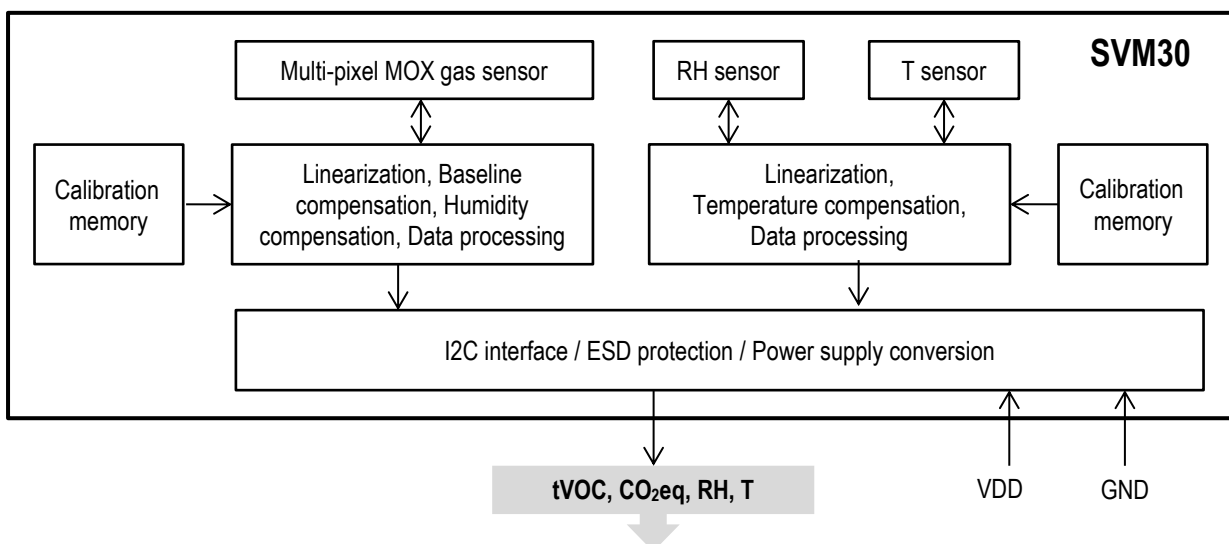 SVM30
Multi-pixel MOX gas sensor
RH sensor
T sensor
Calibration
memory
Linearization, Baseline
compensation, Humidity
compensation, Data processing
Linearization,
Temperature compensation,
Data processing
Calibration
memory
I2C interface / ESD protection / Power supply conversion
tVOC, CO₂eq, RH, T
VDD
GND